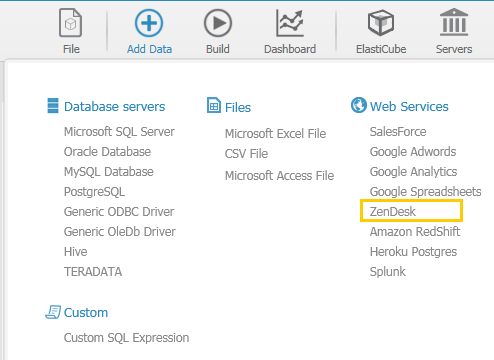 File
Add Data
Build
Dashboard
ElastiCube
Servers
Database servers
Microsoft SQL Server
Oracle Database
MySQL Database
PostgreSQL
Generic ODBC Driver
Generic OleDb Driver
Hive
TERADATA
Custom
Custom SQL Expression
Files
Microsoft Excel File
CSV File
Microsoft Access File
Web Services
SalesForce
Google Adwords
Google Analytics
Google Spreadsheets
ZenDesk
Amazon RedShift
Heroku Postgres
Splunk